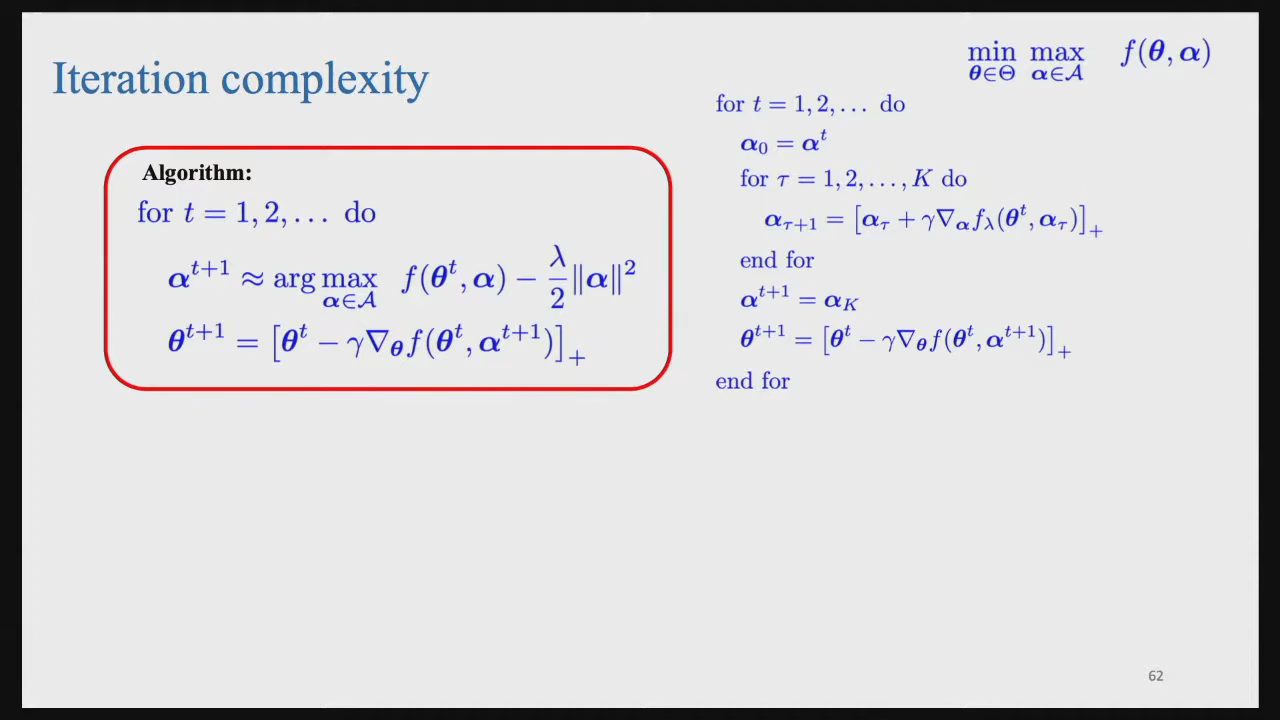 Iteration complexity
min max f(θ, α)
θ∈Θ α∈𝒜
Algorithm:
for t = 1, 2, … do
α^{t+1} ≈ arg max_{α∈𝒜} f(θ^t, α) − \frac{λ}{2}‖α‖^2
θ^{t+1} = [θ^t − γ∇_θ f(θ^t, α^{t+1})]_+
for t = 1, 2, … do
α_0 = α^t
for τ = 1, 2, …, K do
α_{τ+1} = [α_τ + γ∇_α f_λ(θ^t, α_τ)]_+
end for
α^{t+1} = α_K
θ^{t+1} = [θ^t − γ∇_θ f(θ^t, α^{t+1})]_+
end for
62